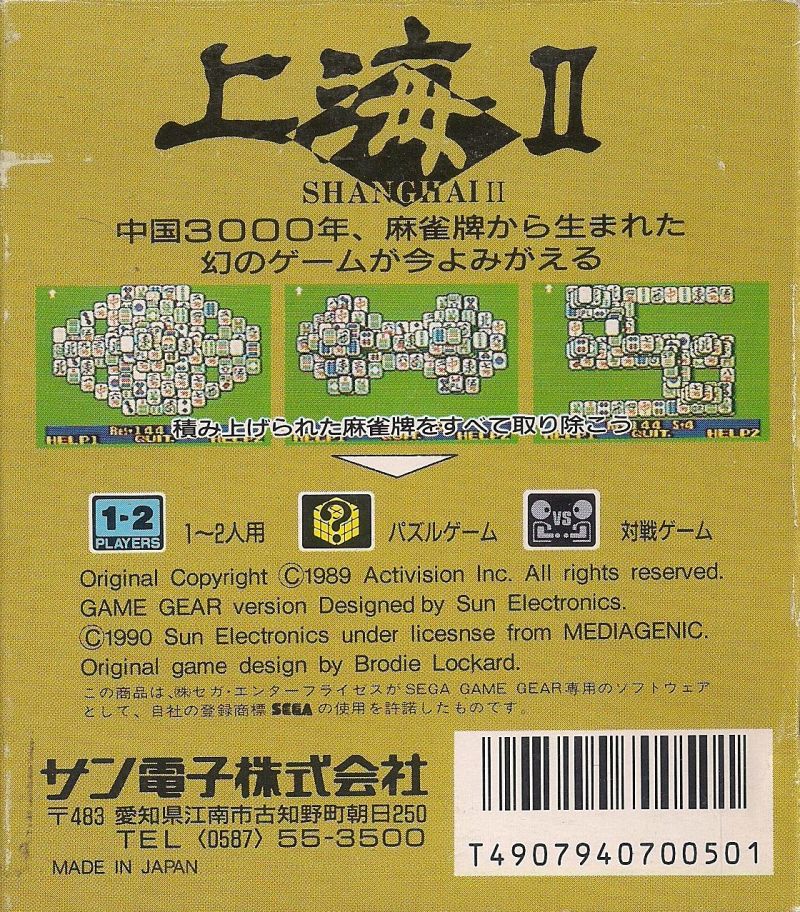 上海II
SHANGHAI II
中国3000年、麻雀牌から生まれた
幻のゲームが今よみがえる
積み上げられた麻雀牌をすべて取り除こう
Res=144
HELP1 QUIT.
144 S=4
QUIT. HELP2
1-2
PLAYERS
1〜2人用
?
パズルゲーム
VS
対戦ゲーム
Original Copyright Ⓒ1989 Activision Inc. All rights reserved.
GAME GEAR version Designed by Sun Electronics.
Ⓒ1990 Sun Electronics under licesnse from MEDIAGENIC.
Original game design by Brodie Lockard.
この商品は、㈱セガ・エンタープライゼスがSEGA GAME GEAR専用のソフトウェア
として、自社の登録商標 SEGA の使用を許諾したものです。
サン電子株式会社
〒483 愛知県江南市古知野町朝日250
TEL〈0587〉55-3500
MADE IN JAPAN
T4907940700501